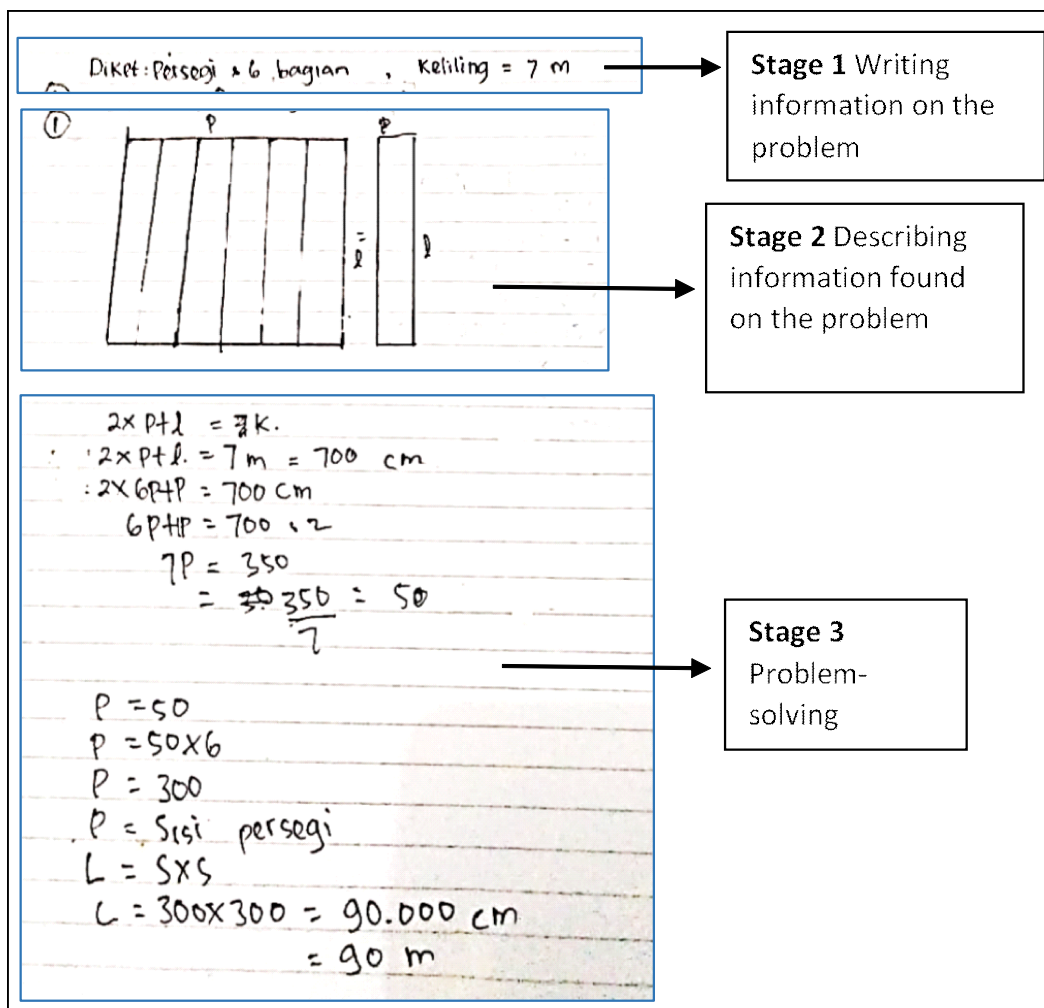 Diket : Persegi 6 bagian , Keliling = 7 m
Stage 1 Writing
information on the
problem
1
P
P
=
l
l
Stage 2 Describing
information found
on the problem
2x P+l = K.
: 2x P+l. = 7 m = 700 cm
: 2x 6P+P = 700 cm
6P+P = 700 : 2
7P = 350
= 350/7 = 50
Stage 3
Problem-
solving
P = 50
P = 50x6
P = 300
P = Sisi persegi
L = SxS
L = 300x300 = 90.000 cm
= 90 m